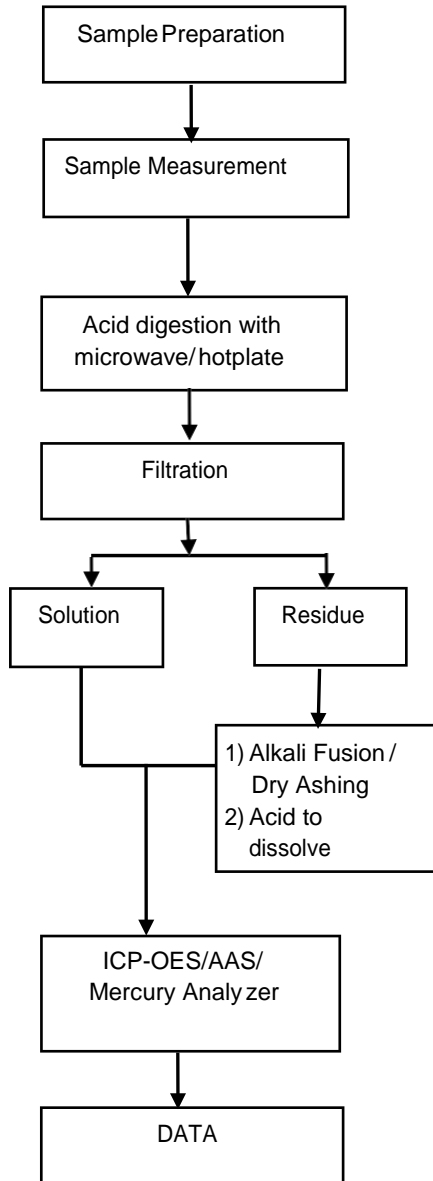 Sample Preparation
Sample Measurement
Acid digestion with
microwave/hotplate
Filtration
Solution
Residue
1) Alkali Fusion /
Dry Ashing
2) Acid to
dissolve
ICP-OES/AAS/
Mercury Analyzer
DATA